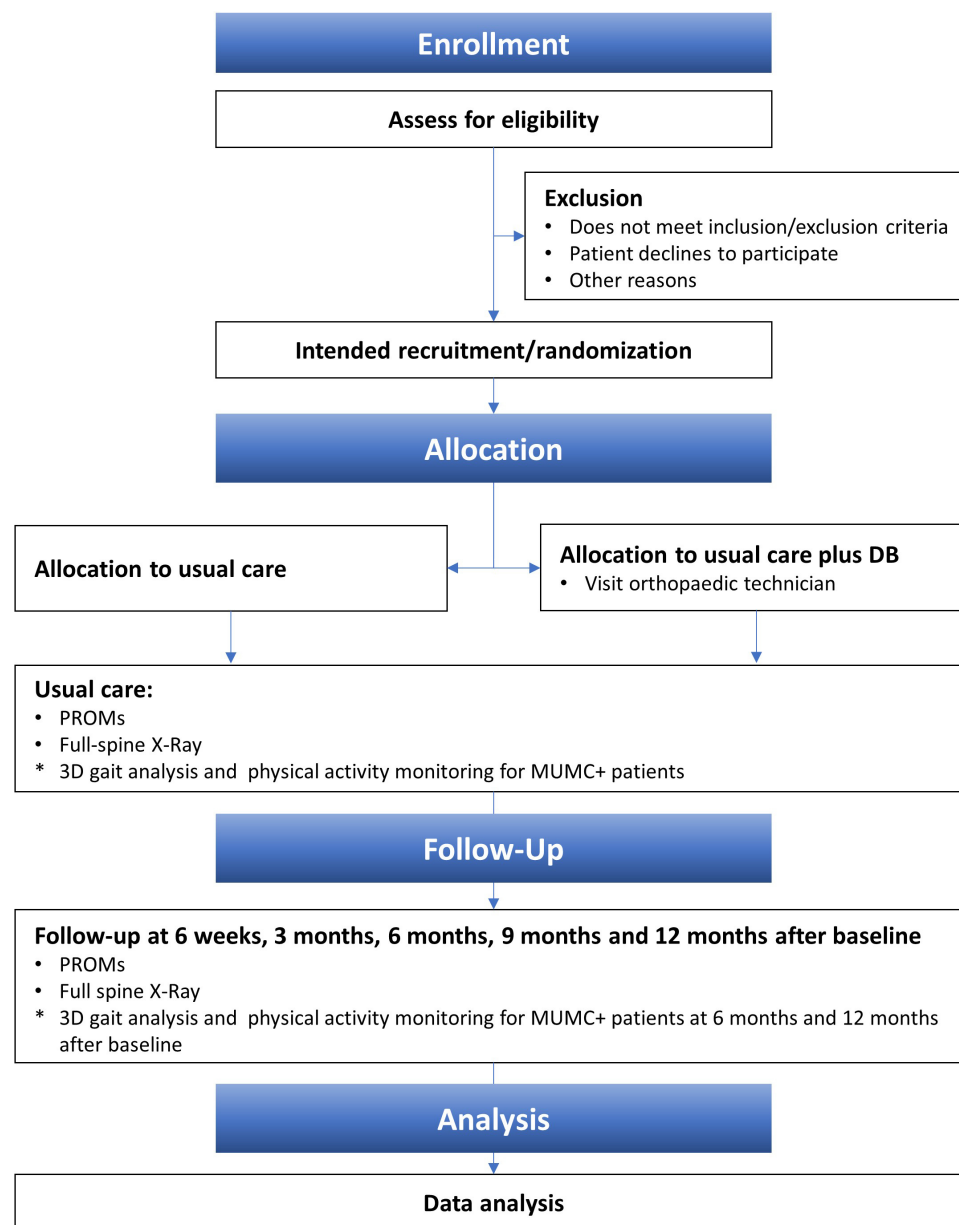 Enrollment
Assess for eligibility
Exclusion
• Does not meet inclusion/exclusion criteria
• Patient declines to participate
• Other reasons
Intended recruitment/randomization
Allocation
Allocation to usual care
Allocation to usual care plus DB
• Visit orthopaedic technician
Usual care:
• PROMs
• Full-spine X-Ray
* 3D gait analysis and physical activity monitoring for MUMC+ patients
Follow-Up
Follow-up at 6 weeks, 3 months, 6 months, 9 months and 12 months after baseline
• PROMs
• Full spine X-Ray
* 3D gait analysis and physical activity monitoring for MUMC+ patients at 6 months and 12 months
after baseline
Analysis
Data analysis